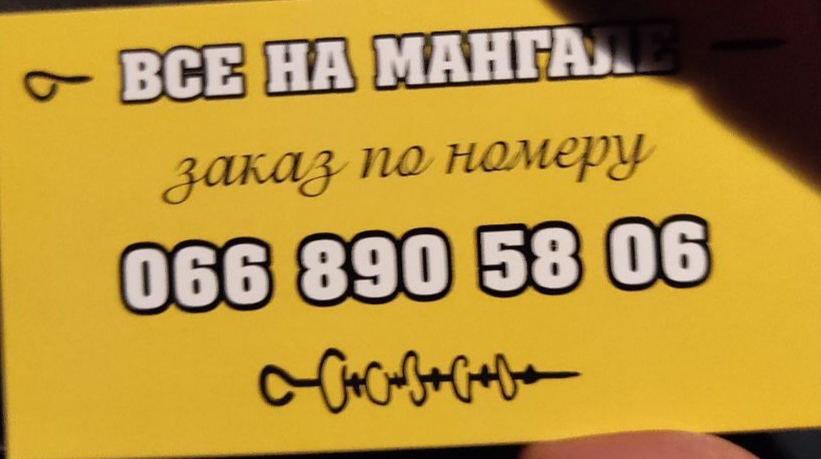 ВСЕ НА МАНГАЛЕ
заказ по номеру
066 890 58 06